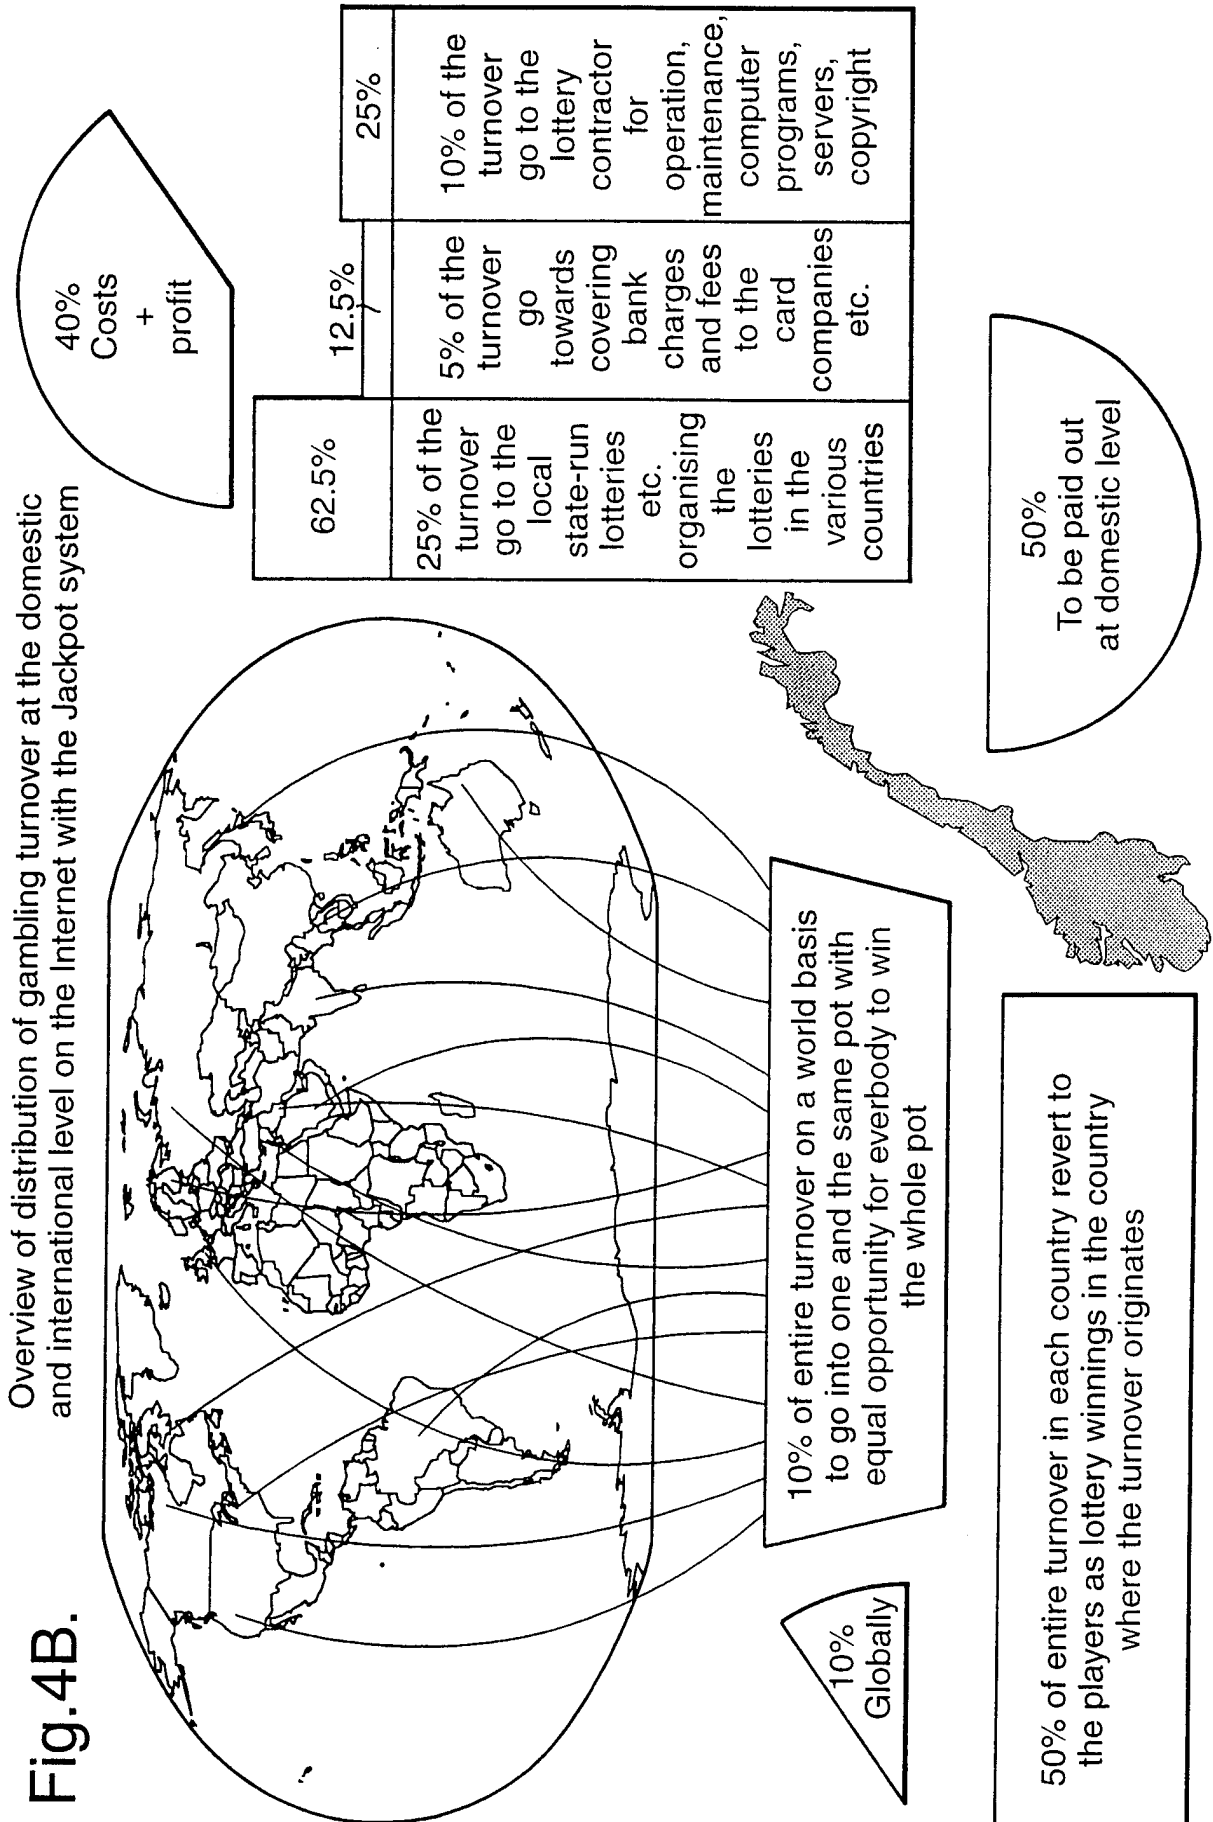 Fig.4B.
Overview of distribution of gambling turnover at the domestic
and international level on the Internet with the Jackpot system
40%
Costs
+
profit
62.5%
12.5%
25%
25% of the
turnover
go to the
local
state-run
lotteries
etc.
organising
the
lotteries
in the
various
countries
5% of the
turnover
go
towards
covering
bank
charges
and fees
to the
card
companies
etc.
10% of the
turnover
go to the
lottery
contractor
for
operation,
maintenance,
computer
programs,
servers,
copyright
10%
Globally
10% of entire turnover on a world basis
to go into one and the same pot with
equal opportunity for everbody to win
the whole pot
50% of entire turnover in each country revert to
the players as lottery winnings in the country
where the turnover originates
50%
To be paid out
at domestic level